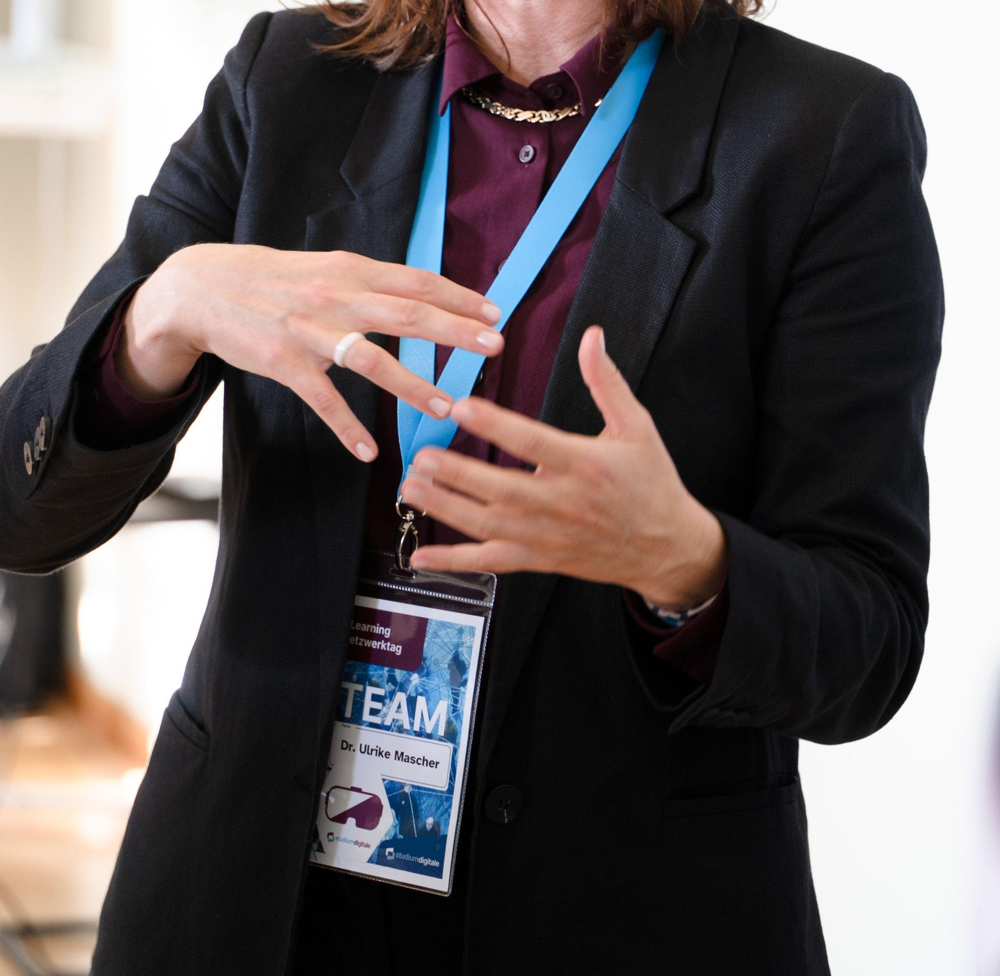 Learning
etzwerktag
TEAM
Name
Dr. Ulrike Mascher
studiumdigitale
studiumdigitale